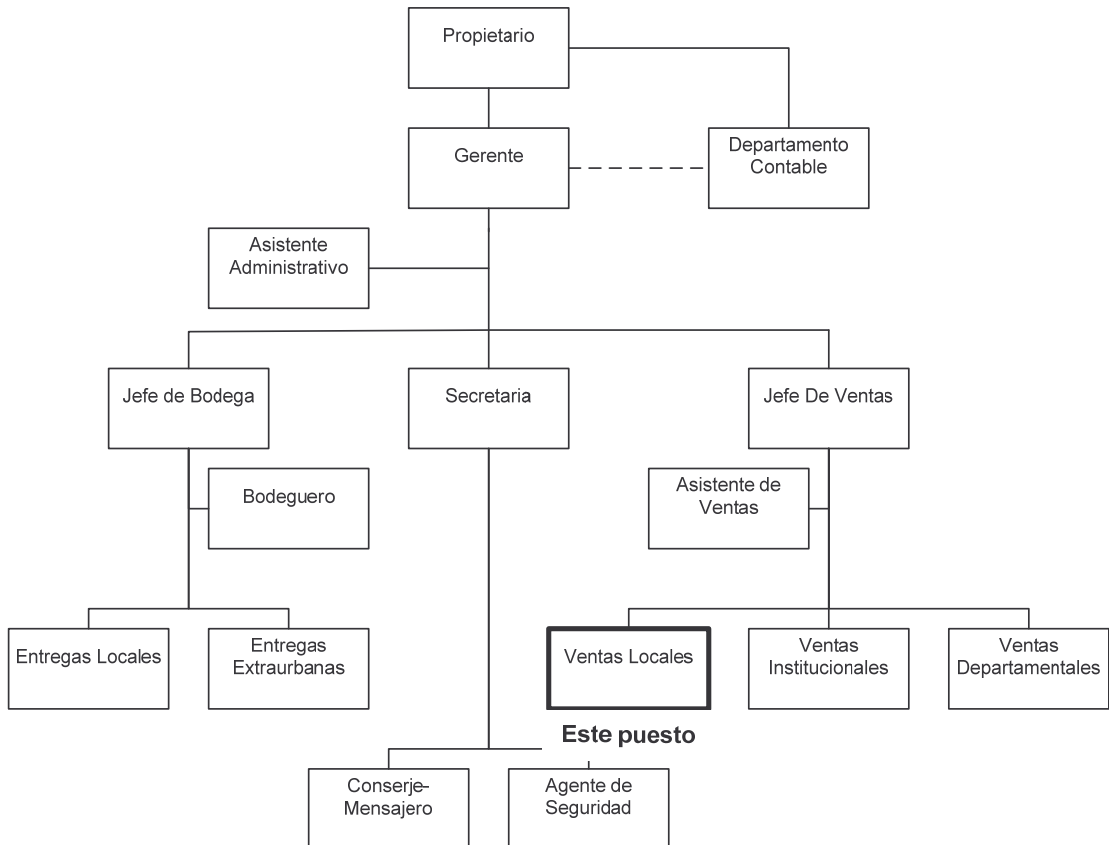 Propietario
Gerente
Departamento
Contable
Asistente
Administrativo
Jefe de Bodega
Secretaria
Jefe De Ventas
Bodeguero
Asistente de
Ventas
Entregas Locales
Entregas
Extraurbanas
Ventas Locales
Ventas
Institucionales
Ventas
Departamentales
Este puesto
Conserje-
Mensajero
Agente de
Seguridad